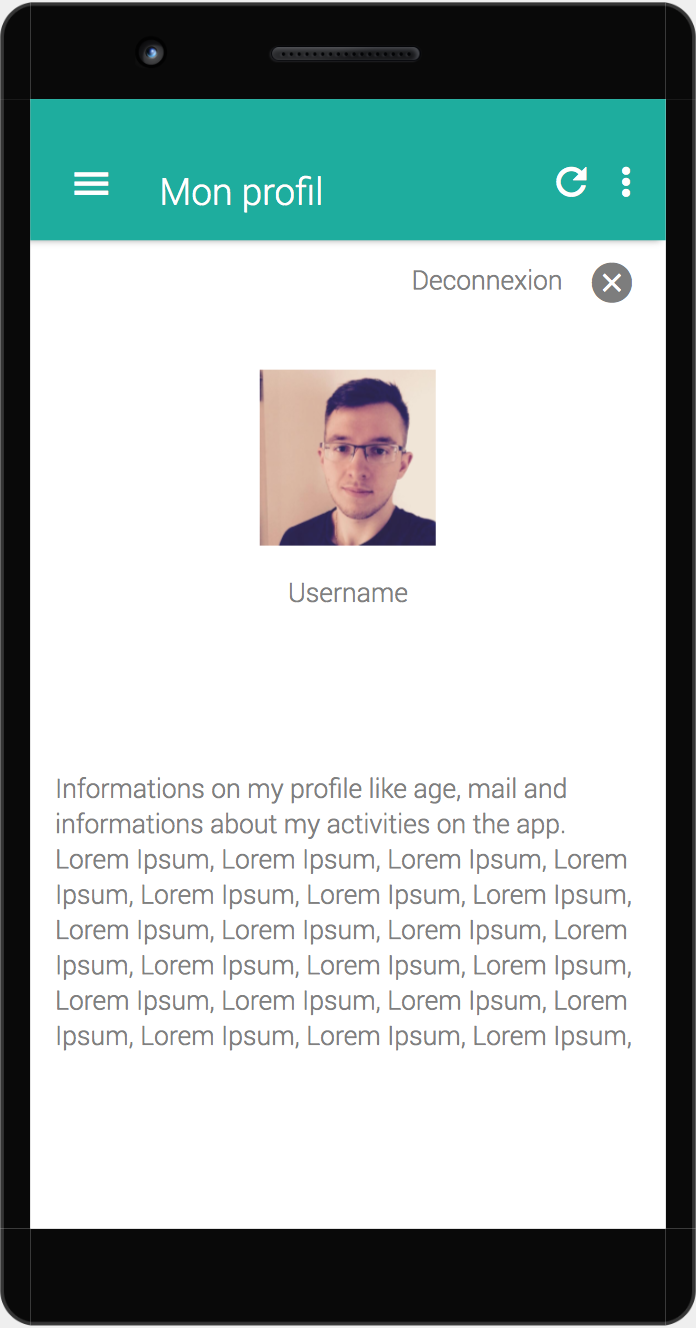 Mon profil
Deconnexion
Username
Informations on my profile like age, mail and
informations about my activities on the app.
Lorem Ipsum, Lorem Ipsum, Lorem Ipsum, Lorem
Ipsum, Lorem Ipsum, Lorem Ipsum, Lorem Ipsum,
Lorem Ipsum, Lorem Ipsum, Lorem Ipsum, Lorem
Ipsum, Lorem Ipsum, Lorem Ipsum, Lorem Ipsum,
Lorem Ipsum, Lorem Ipsum, Lorem Ipsum, Lorem
Ipsum, Lorem Ipsum, Lorem Ipsum, Lorem Ipsum,